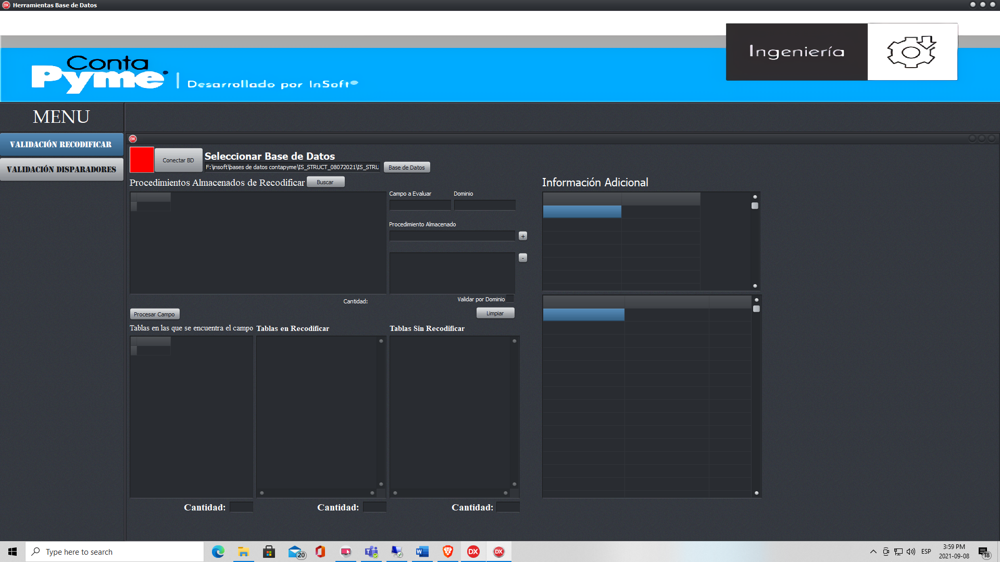 Herramientas Base de Datos
Conta
Pyme
Desarrollado por InSoft
Ingeniería
MENU
VALIDACIÓN RECODIFICAR
VALIDACIÓN DISPARADORES
Conectar BD
Seleccionar Base de Datos
F:\insoft\bases de datos contapyme\IS_STRUCT_08072021\IS_STRU
Base de Datos
Procedimientos Almacenados de Recodificar
Buscar
Información Adicional
Campo a Evaluar
Dominio
Procedimiento Almacenado
+
-
Cantidad:
Validar por Dominio
Procesar Campo
Limpiar
Tablas en las que se encuentra el campo
Tablas en Recodificar
Tablas Sin Recodificar
Cantidad:
Cantidad:
Cantidad:
Type here to search
20
DX
DX
ESP
3:59 PM
2021-09-08
18